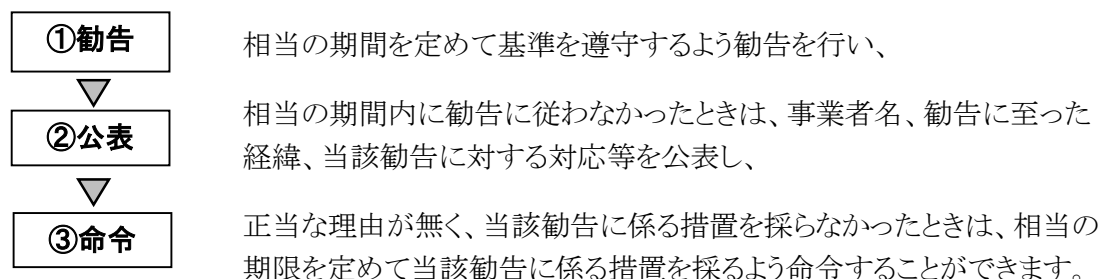 ①勧告
相当の期間を定めて基準を遵守するよう勧告を行い、
②公表
相当の期間内に勧告に従わなかったときは、事業者名、勧告に至った
経緯、当該勧告に対する対応等を公表し、
③命令
正当な理由が無く、当該勧告に係る措置を採らなかったときは、相当の
期限を定めて当該勧告に係る措置を採るよう命令することができます。